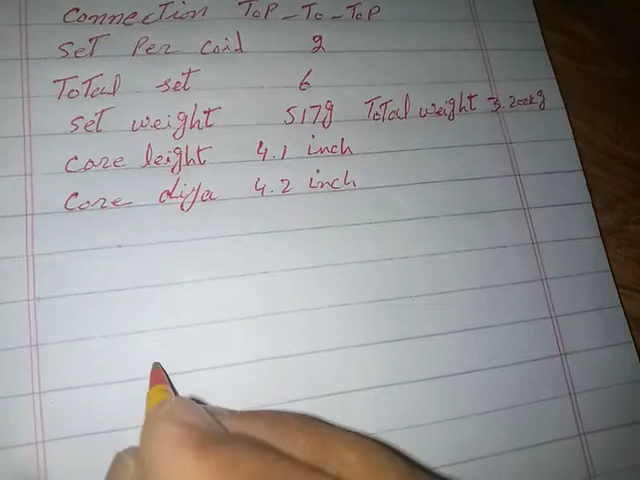 Connection ToP-To-ToP
SeT Per coil 2
ToTal set 6
set weight 517g ToTal weight 3.200kg
Core leight 4.1 inch
Core diya 4.2 inch